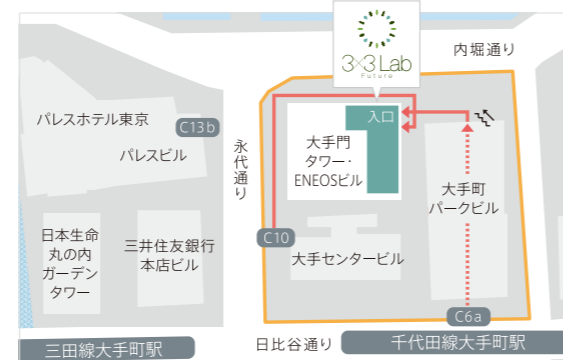 3×3Lab
Future
内堀通り
パレスホテル東京
C13b
パレスビル
永代通り
入口
大手門
タワー・
ENEOSビル
大手町
パークビル
日本生命
丸の内
ガーデン
タワー
三井住友銀行
本店ビル
C10
大手センタービル
C6a
三田線大手町駅
日比谷通り
千代田線大手町駅